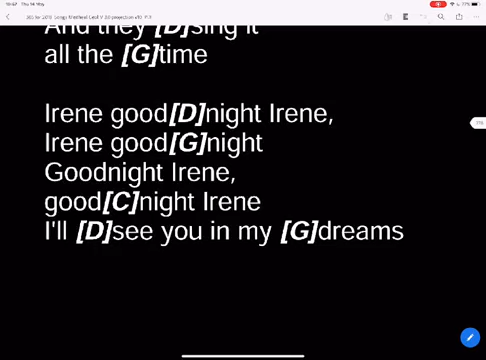 And they [D]sing it
all the [G]time
Irene good[D]night Irene,
Irene good[G]night
Goodnight Irene,
good[C]night Irene
I'll [D]see you in my [G]dreams